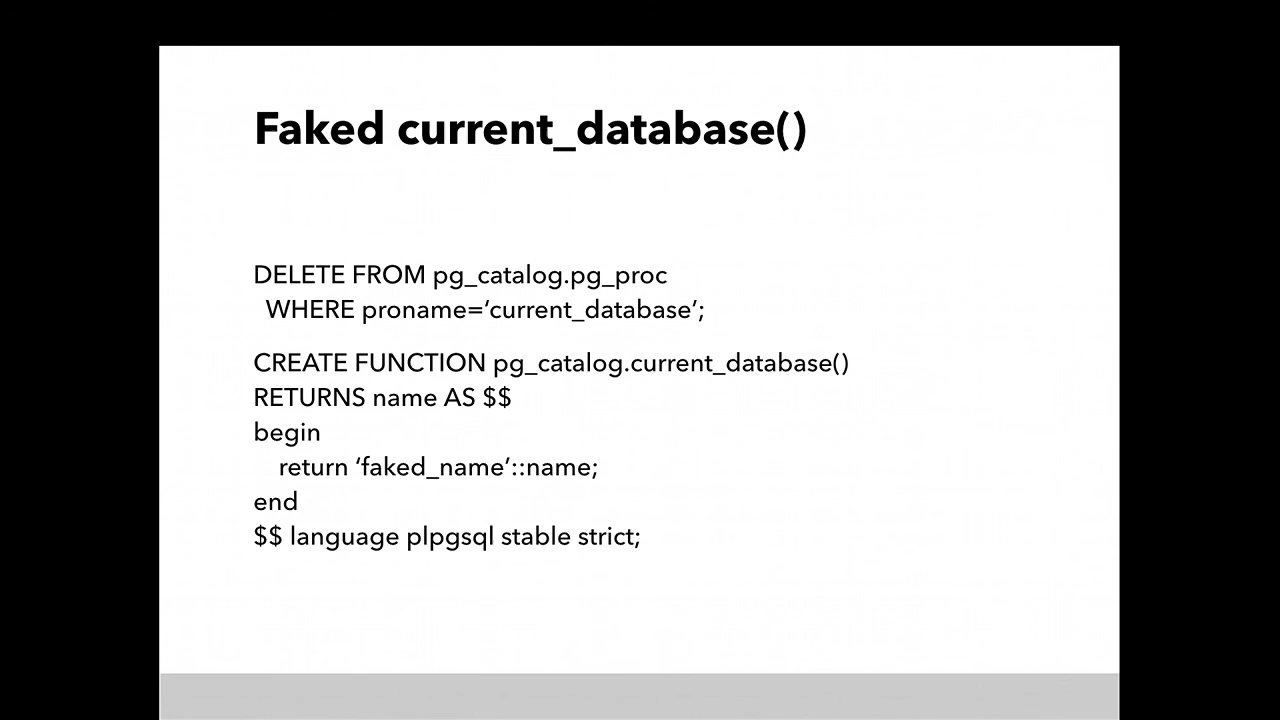 Faked current_database()
DELETE FROM pg_catalog.pg_proc
WHERE proname=‘current_database’;
CREATE FUNCTION pg_catalog.current_database()
RETURNS name AS $$
begin
return ‘faked_name’::name;
end
$$ language plpgsql stable strict;